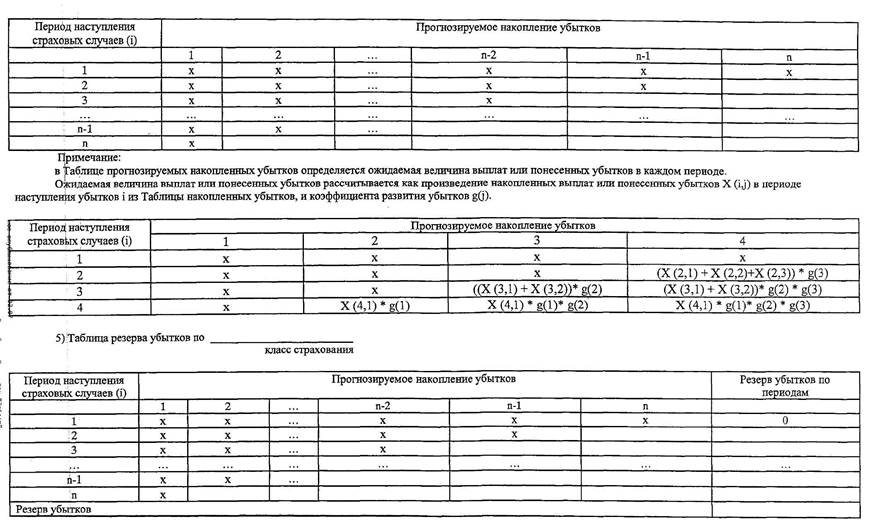 Период наступления страховых случаев (i) Прогнозируемое накопление убытков
1 2 ... n-2 n-1 n
1 x x ... x x x
2 x x ... x x
3 x x ... x
... ... ... ... ... ... ...
n-1 x x ...
n x
Примечание:
в Таблице прогнозируемых накопленных убытков определяется ожидаемая величина выплат или понесенных убытков в каждом периоде.
Ожидаемая величина выплат или понесенных убытков рассчитывается как произведение накопленных выплат или понесенных убытков X (i,j) в периоде
наступления убытков i из Таблицы накопленных убытков, и коэффициента развития убытков g(j).
Период наступления страховых случаев (i) Прогнозируемое накопление убытков
1 2 3 4
1 x x x x
2 x x x (X (2,1) + X (2,2)+X (2,3)) * g(3)
3 x x ((X (3,1) + X (3,2))* g(2) (X (3,1) + X (3,2))* g(2) * g(3)
4 x X (4,1) * g(1) X (4,1) * g(1)* g(2) X (4,1) * g(1)* g(2) * g(3)
5) Таблица резерва убытков по
класс страхования
Период наступления страховых случаев (i) Прогнозируемое накопление убытков Резерв убытков по периодам
1 2 ... n-2 n-1 n
1 x x ... x x x 0
2 x x ... x x
3 x x ... x
... ... ... ... ... ... ... ...
n-1 x x ...
n x
Резерв убытков